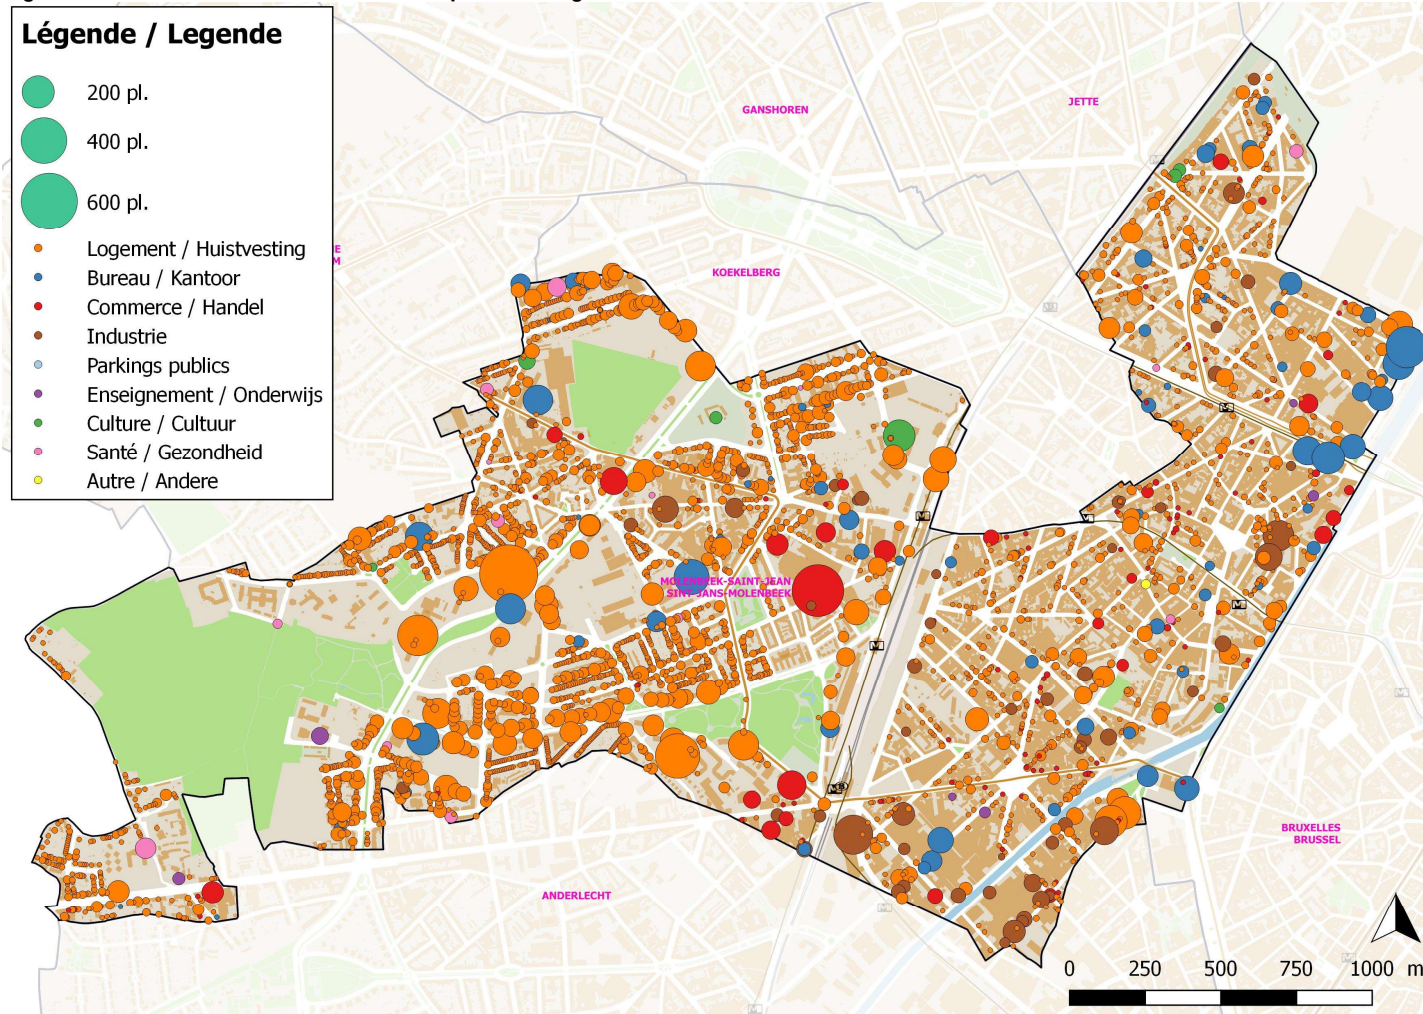 Légende / Legende
200 pl.
400 pl.
600 pl.
Logement / Huistvesting
Bureau / Kantoor
Commerce / Handel
Industrie
Parkings publics
Enseignement / Onderwijs
Culture / Cultuur
Santé / Gezondheid
Autre / Andere
GANSHOREN
JETTE
KOEKELBERG
MOLENBEEK-SAINT-JEAN
SINT-JANS-MOLENBEEK
ANDERLECHT
BRUXELLES
BRUSSEL
0 250 500 750 1000 m